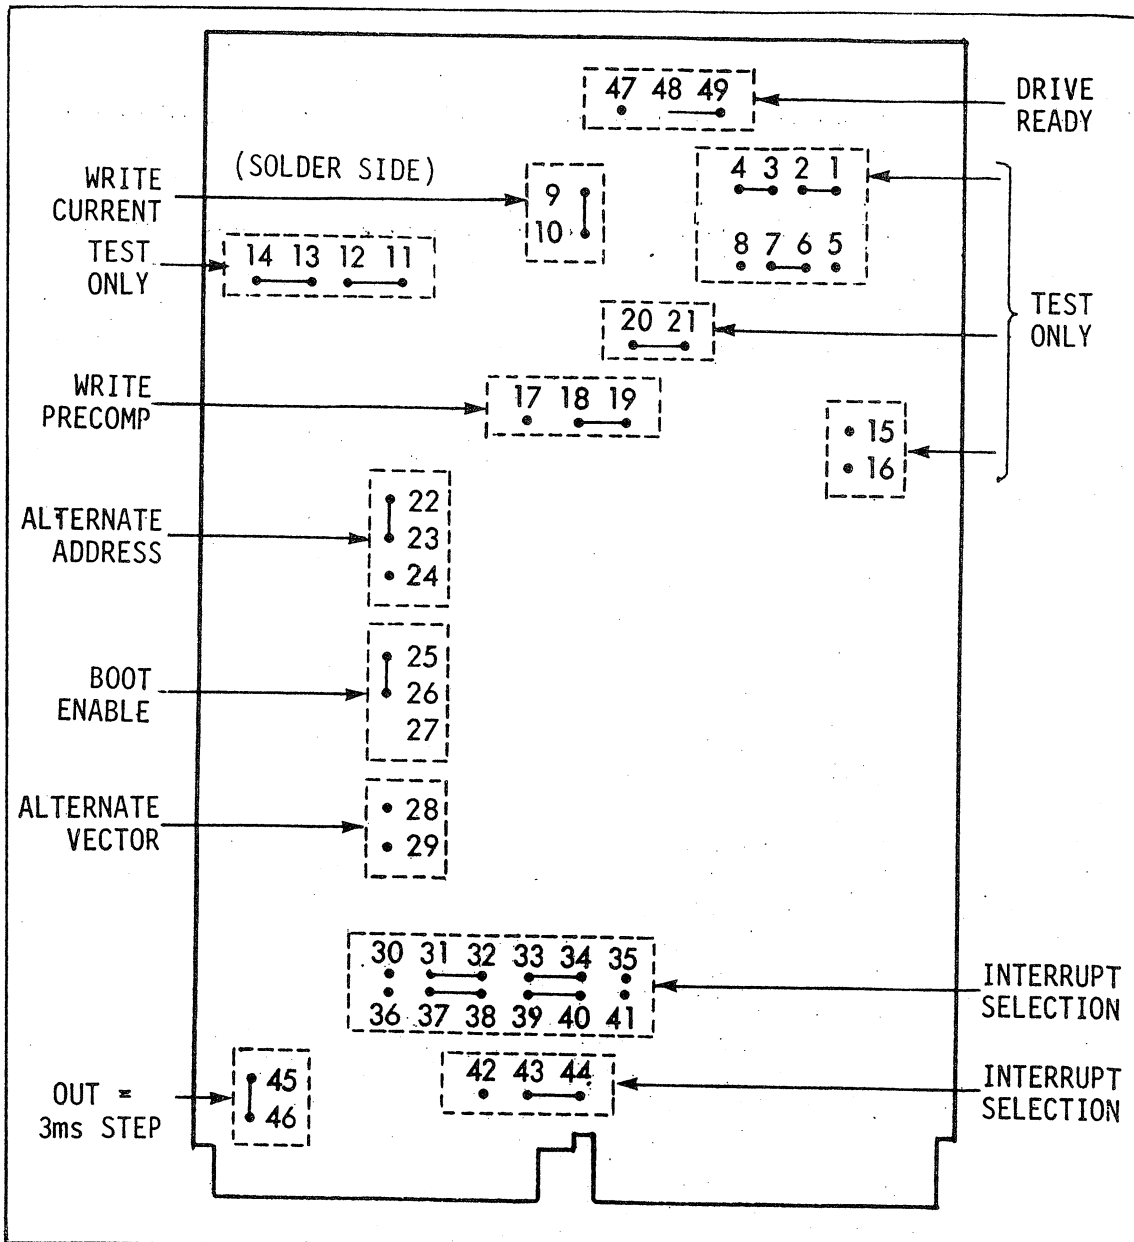 47 48 49
DRIVE
READY
(SOLDER SIDE)
WRITE
CURRENT
9
10
4 3 2 1
8 7 6 5
TEST
ONLY
14 13 12 11
20 21
TEST
ONLY
WRITE
PRECOMP
17 18 19
15
16
ALTERNATE
ADDRESS
22
23
24
BOOT
ENABLE
25
26
27
ALTERNATE
VECTOR
28
29
30 31 32 33 34 35
36 37 38 39 40 41
INTERRUPT
SELECTION
OUT =
3ms STEP
45
46
42 43 44
INTERRUPT
SELECTION